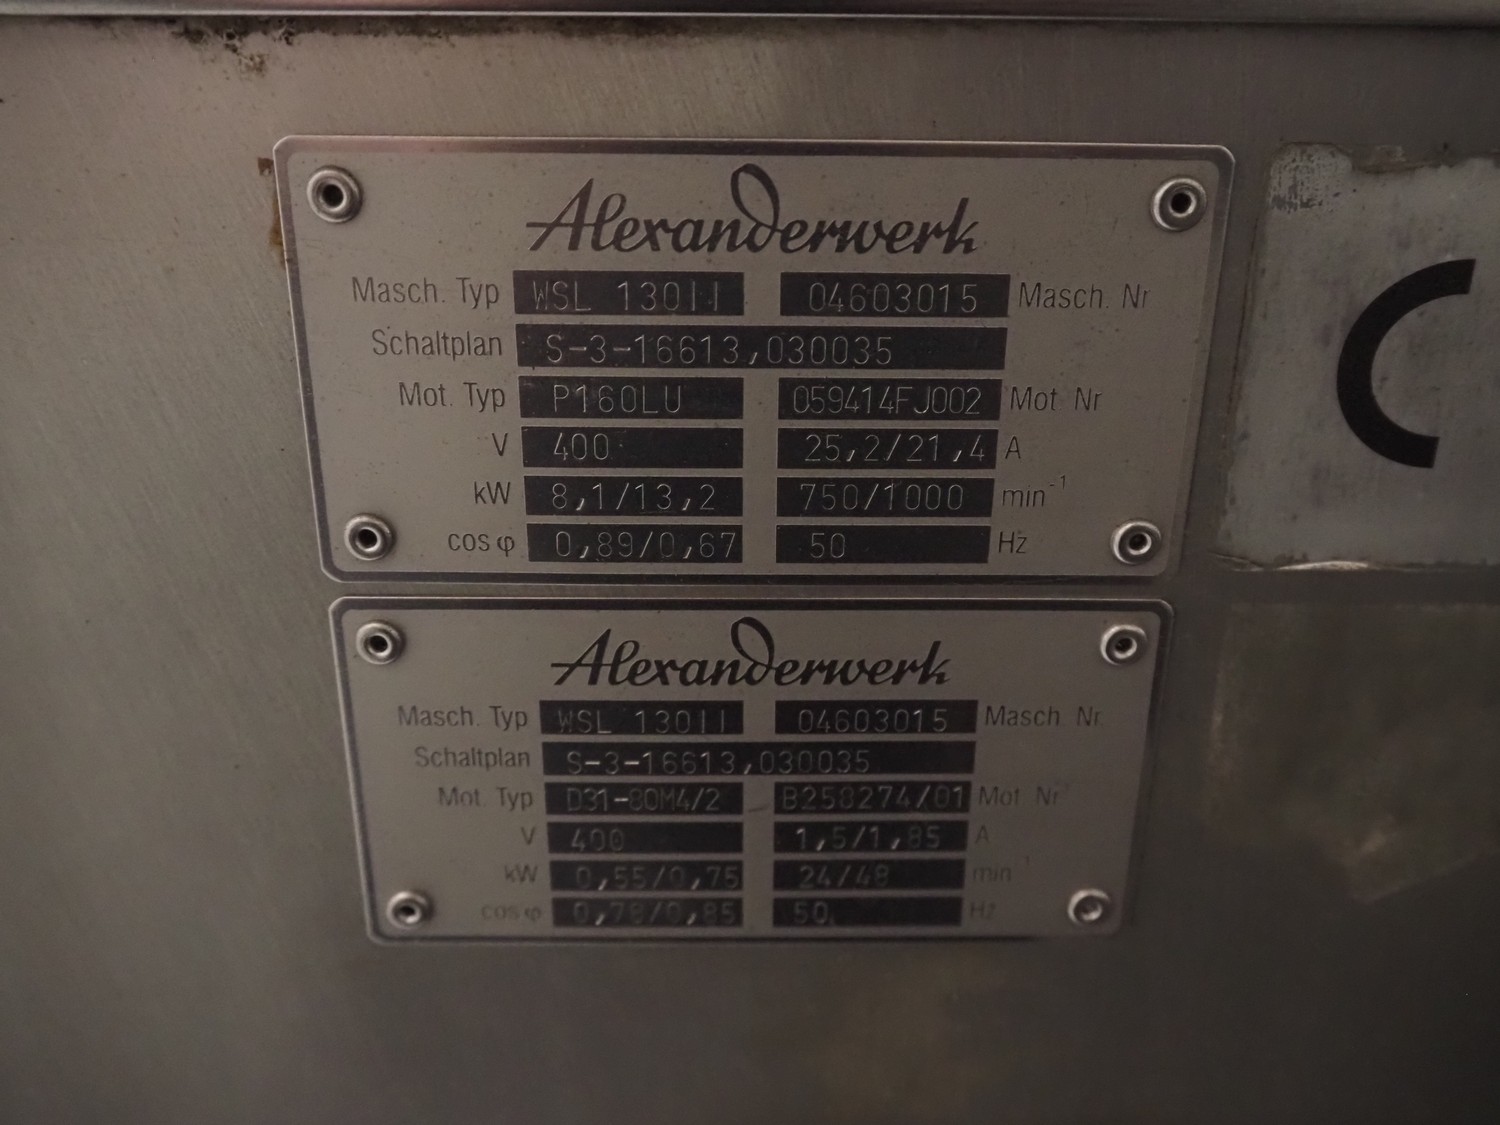 Alexanderwerk
Masch. Typ WSL 130II 04603015 Masch. Nr
Schaltplan S-3-16613,030035
Mot. Typ P160LU 059414FJ002 Mot. Nr
V 400 25,2/21,4 A
kW 8,1/13,2 750/1000 min⁻¹
cos φ 0,89/0,67 50 Hz
C
Alexanderwerk
Masch. Typ WSL 130II 04603015 Masch. Nr
Schaltplan S-3-16613,030035
Mot. Typ D31-80M4/2 B258274/01 Mot. Nr
V 400 1,5/1,85 A
kW 0,55/0,75 24/48 min⁻¹
cos φ 0,78/0,85 50 Hz